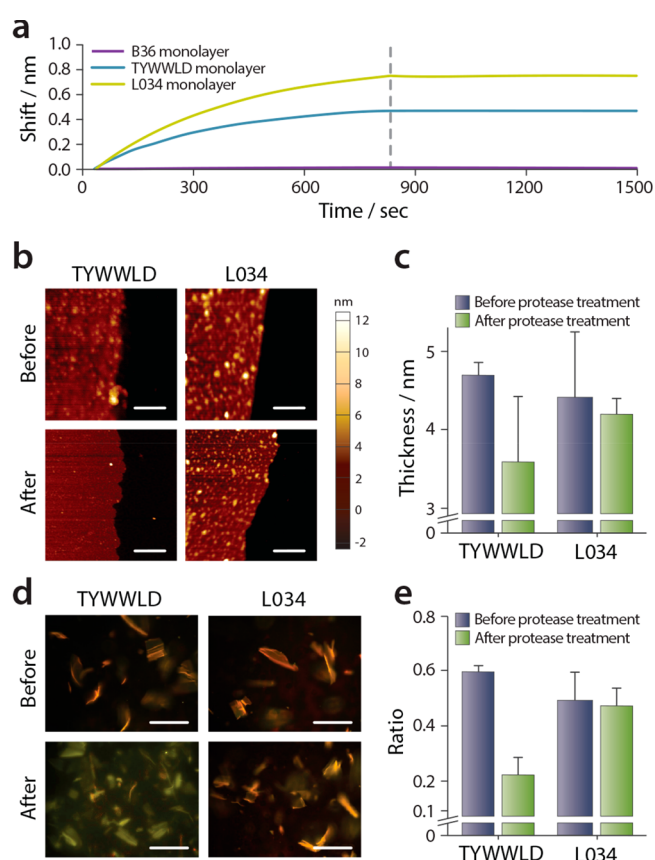 a
Shift / nm
1.0
0.8
0.6
0.4
0.2
0.0
B36 monolayer
TYWWLD monolayer
L034 monolayer
0 300 600 900 1200 1500
Time / sec
b
TYWWLD L034
Before
After
nm
12
10
8
6
4
2
0
-2
c
Before protease treatment
After protease treatment
Thickness / nm
5
4
3
0
TYWWLD L034
d
TYWWLD L034
Before
After
e
Before protease treatment
After protease treatment
Ratio
0.8
0.6
0.4
0.2
0.1
0
TYWWLD L034